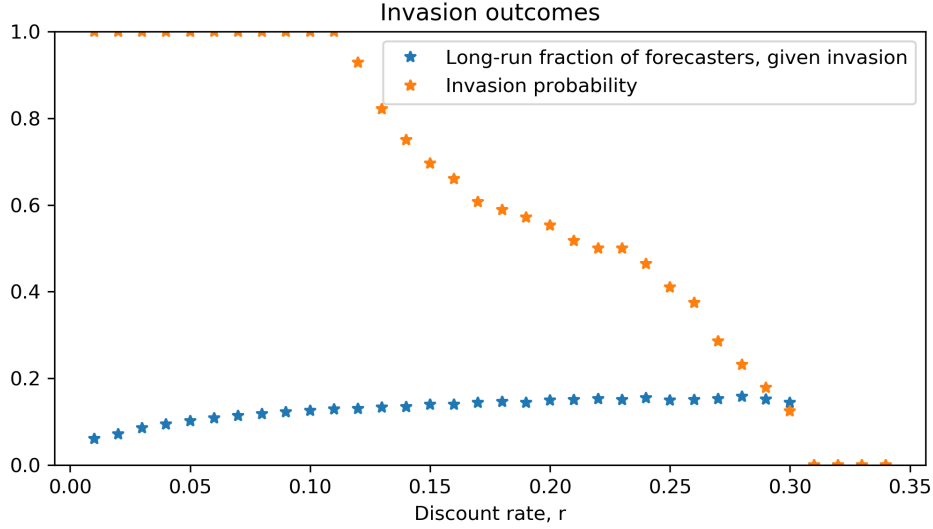 Invasion outcomes
1.0
Long-run fraction of forecasters, given invasion
Invasion probability
0.8
0.6
0.4
0.2
0.0
0.00 0.05 0.10 0.15 0.20 0.25 0.30 0.35
Discount rate, r